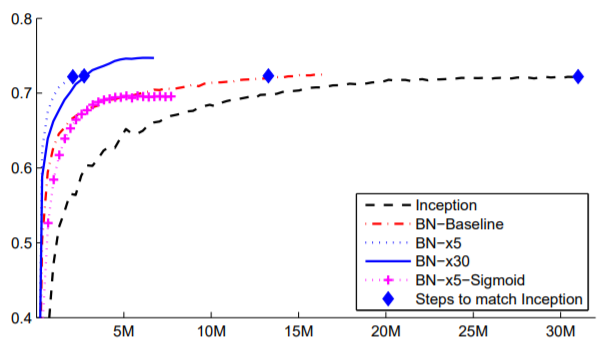 0.8
0.7
0.6
0.5
0.4
5M 10M 15M 20M 25M 30M
Inception
BN−Baseline
BN−x5
BN−x30
BN−x5−Sigmoid
Steps to match Inception